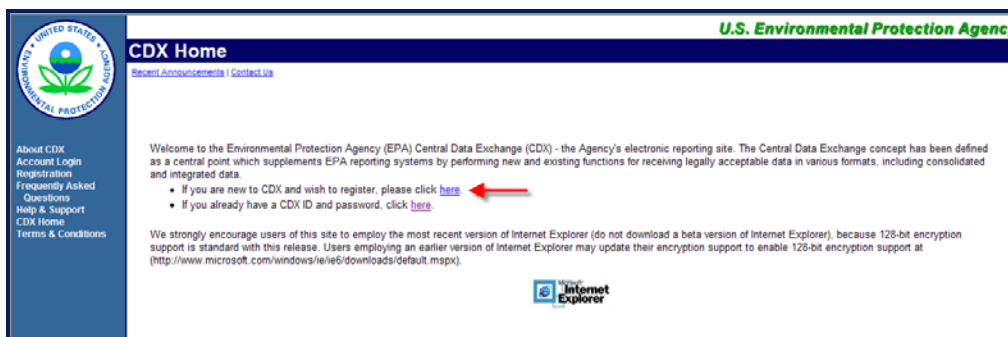 UNITED STATES
ENVIRONMENTAL PROTECTION AGENCY
U.S. Environmental Protection Agenc
CDX Home
Recent Announcements | Contact Us
About CDX
Account Login
Registration
Frequently Asked
Questions
Help & Support
CDX Home
Terms & Conditions
Welcome to the Environmental Protection Agency (EPA) Central Data Exchange (CDX) - the Agency's electronic reporting site. The Central Data Exchange concept has been defined
as a central point which supplements EPA reporting systems by performing new and existing functions for receiving legally acceptable data in various formats, including consolidated
and integrated data.
• If you are new to CDX and wish to register, please click here.
• If you already have a CDX ID and password, click here.
We strongly encourage users of this site to employ the most recent version of Internet Explorer (do not download a beta version of Internet Explorer), because 128-bit encryption
support is standard with this release. Users employing an earlier version of Internet Explorer may update their encryption support to enable 128-bit encryption support at
(http://www.microsoft.com/windows/ie/ie6/downloads/default.mspx).
Internet
Explorer